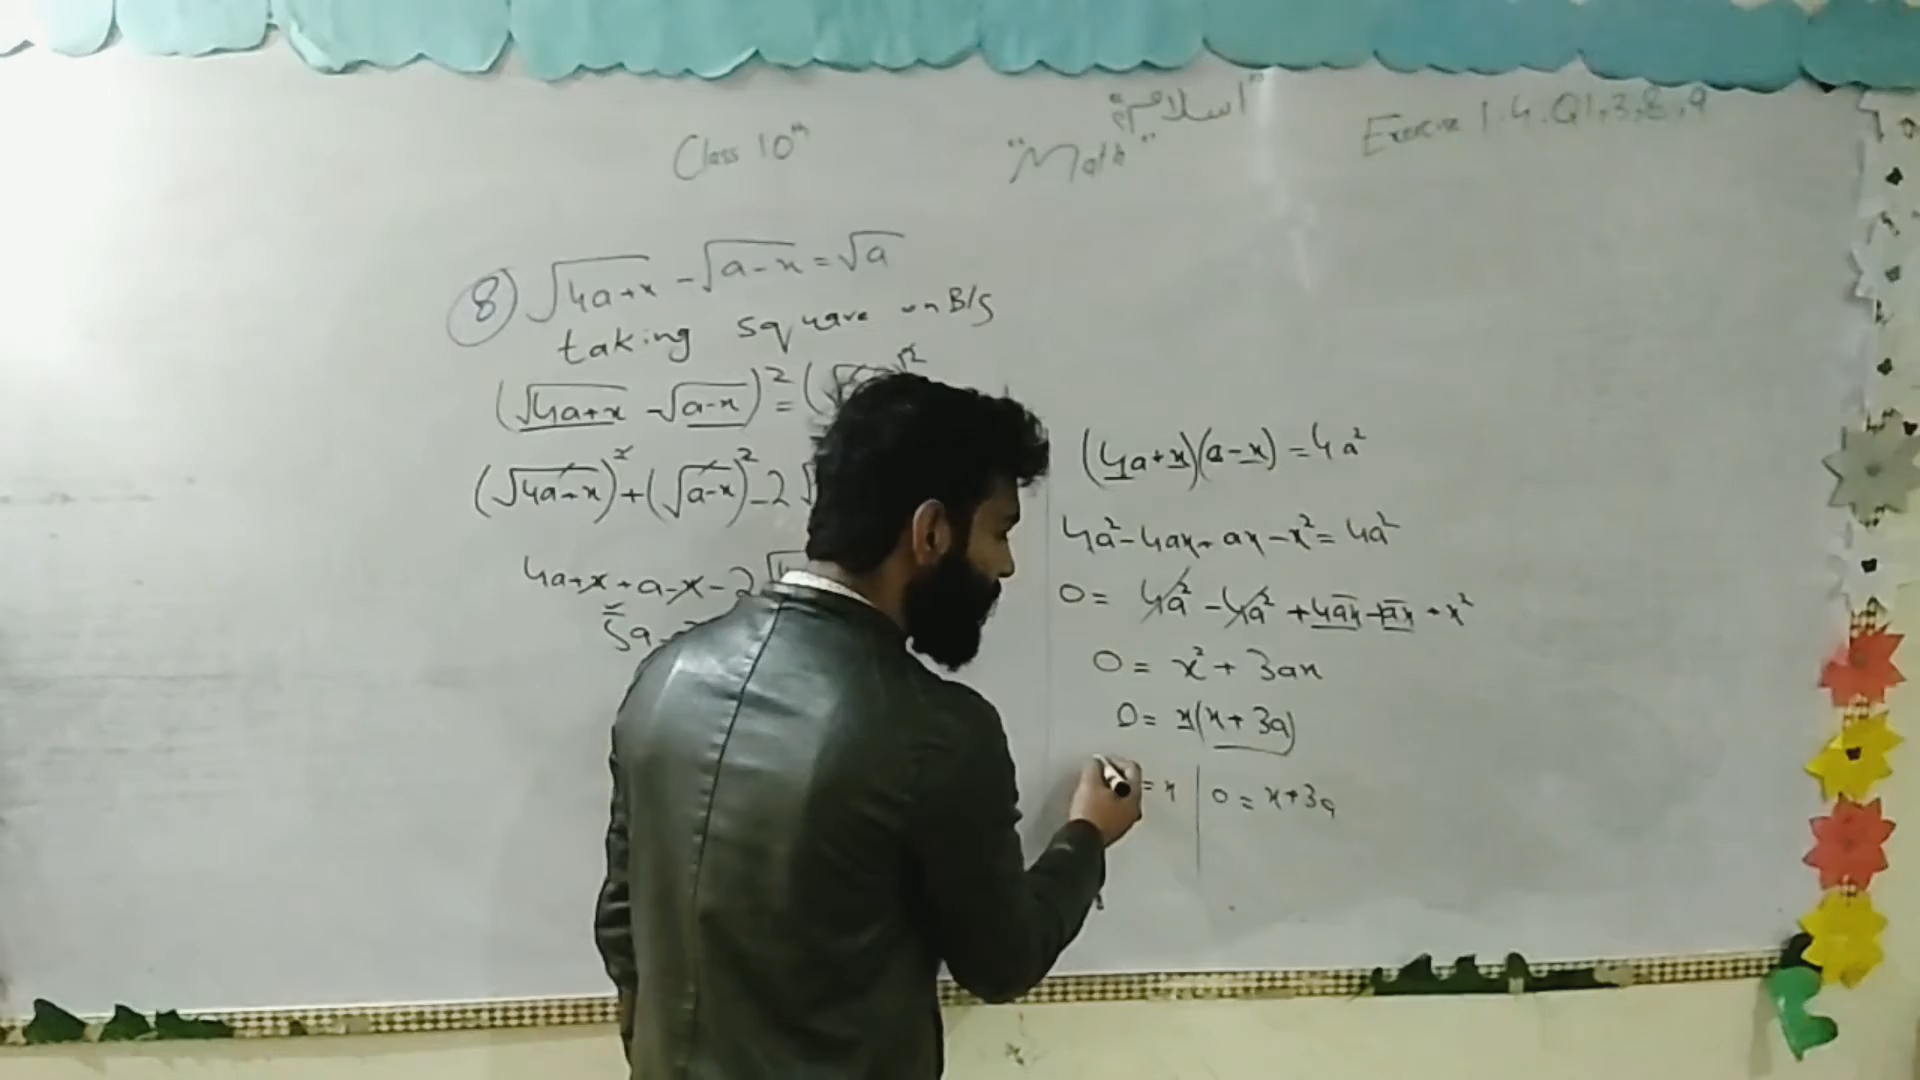 "اسلام"
Class 10th "Math" Exercise 1.4, Q1,3,8,9
8) √4a+x - √a-x = √a
taking square on B/S
(√4a+x - √a-x)² = (√
(√4a+x)² + (√a-x)² - 2√
4a+x+a-x-2√
5a-
(4a+x)(a-x) = 4a²
4a²-4ax+ax-x² = 4a²
0 = 4a² - 4a² + 4ax - ax + x²
0 = x² + 3ax
0 = x(x+3a)
= x | 0 = x+3a